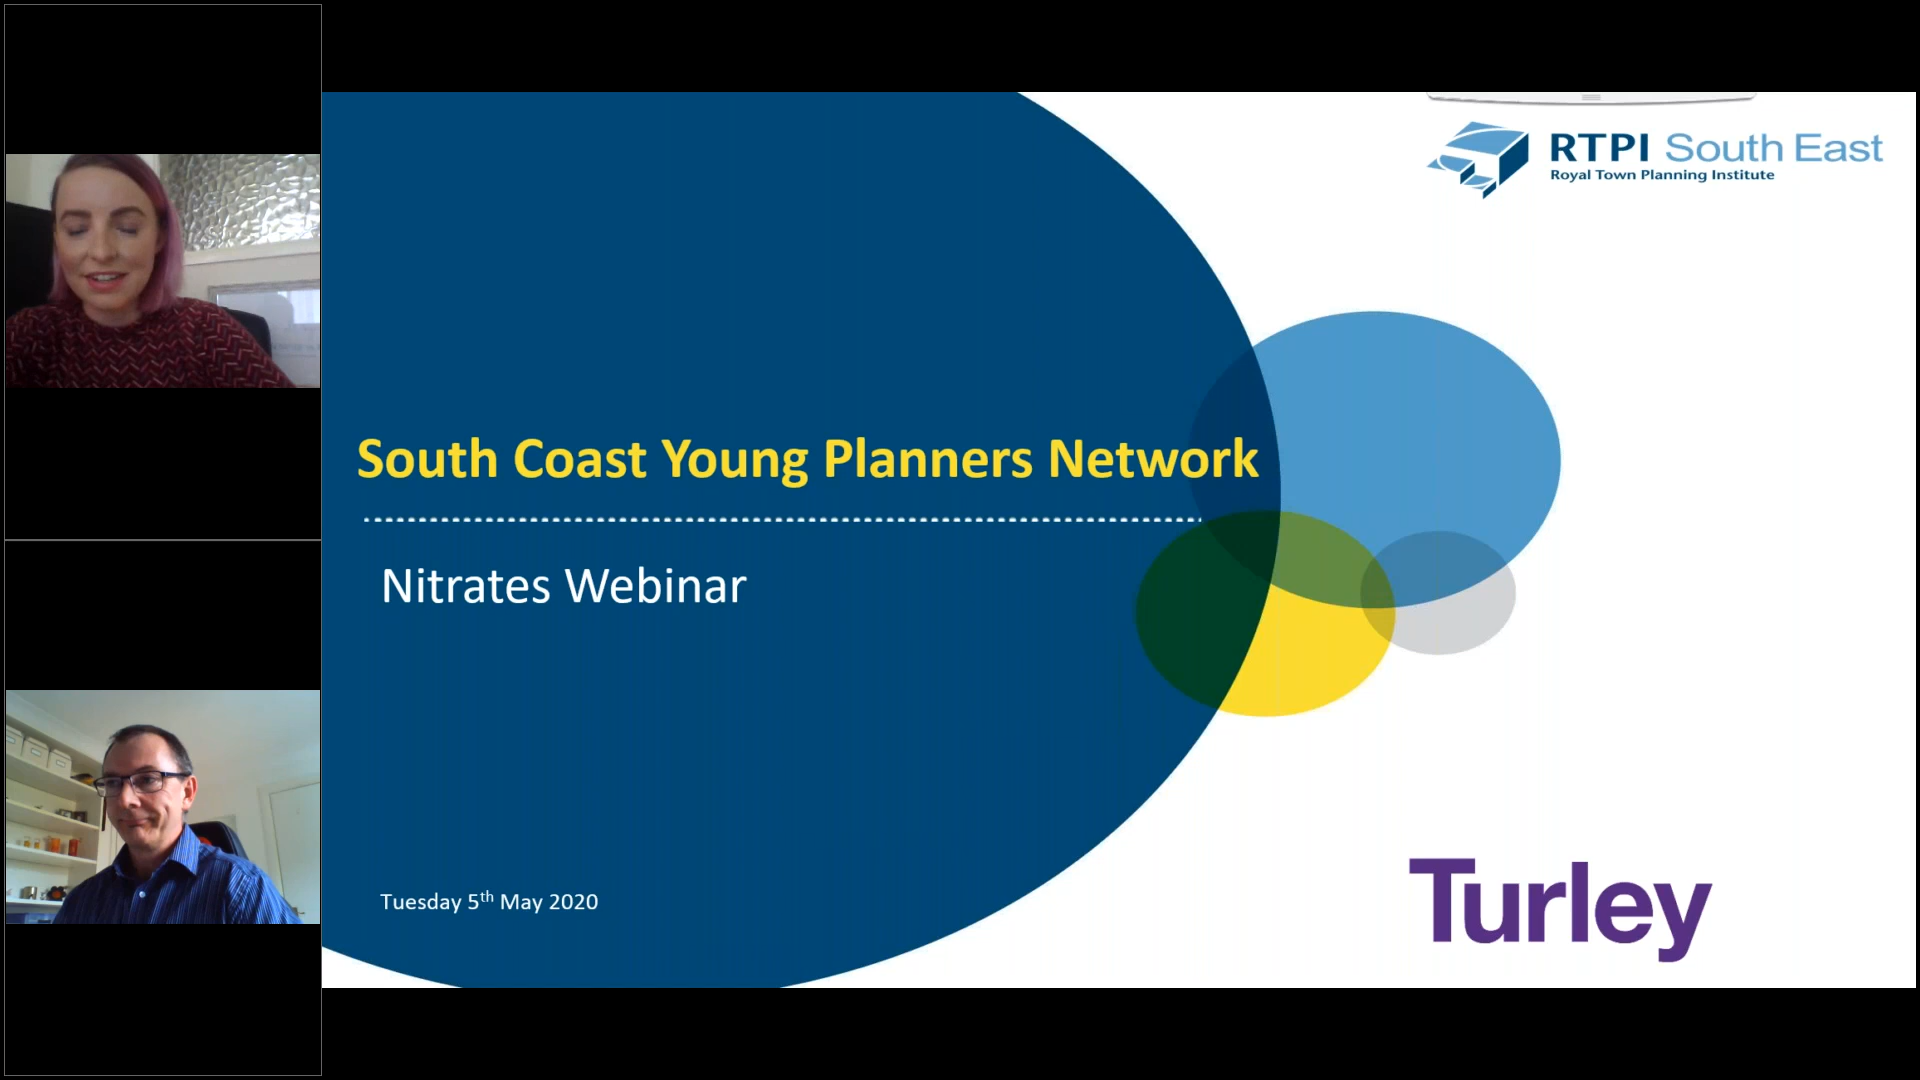 RTPI South East
Royal Town Planning Institute
South Coast Young Planners Network
Nitrates Webinar
Tuesday 5th May 2020
Turley